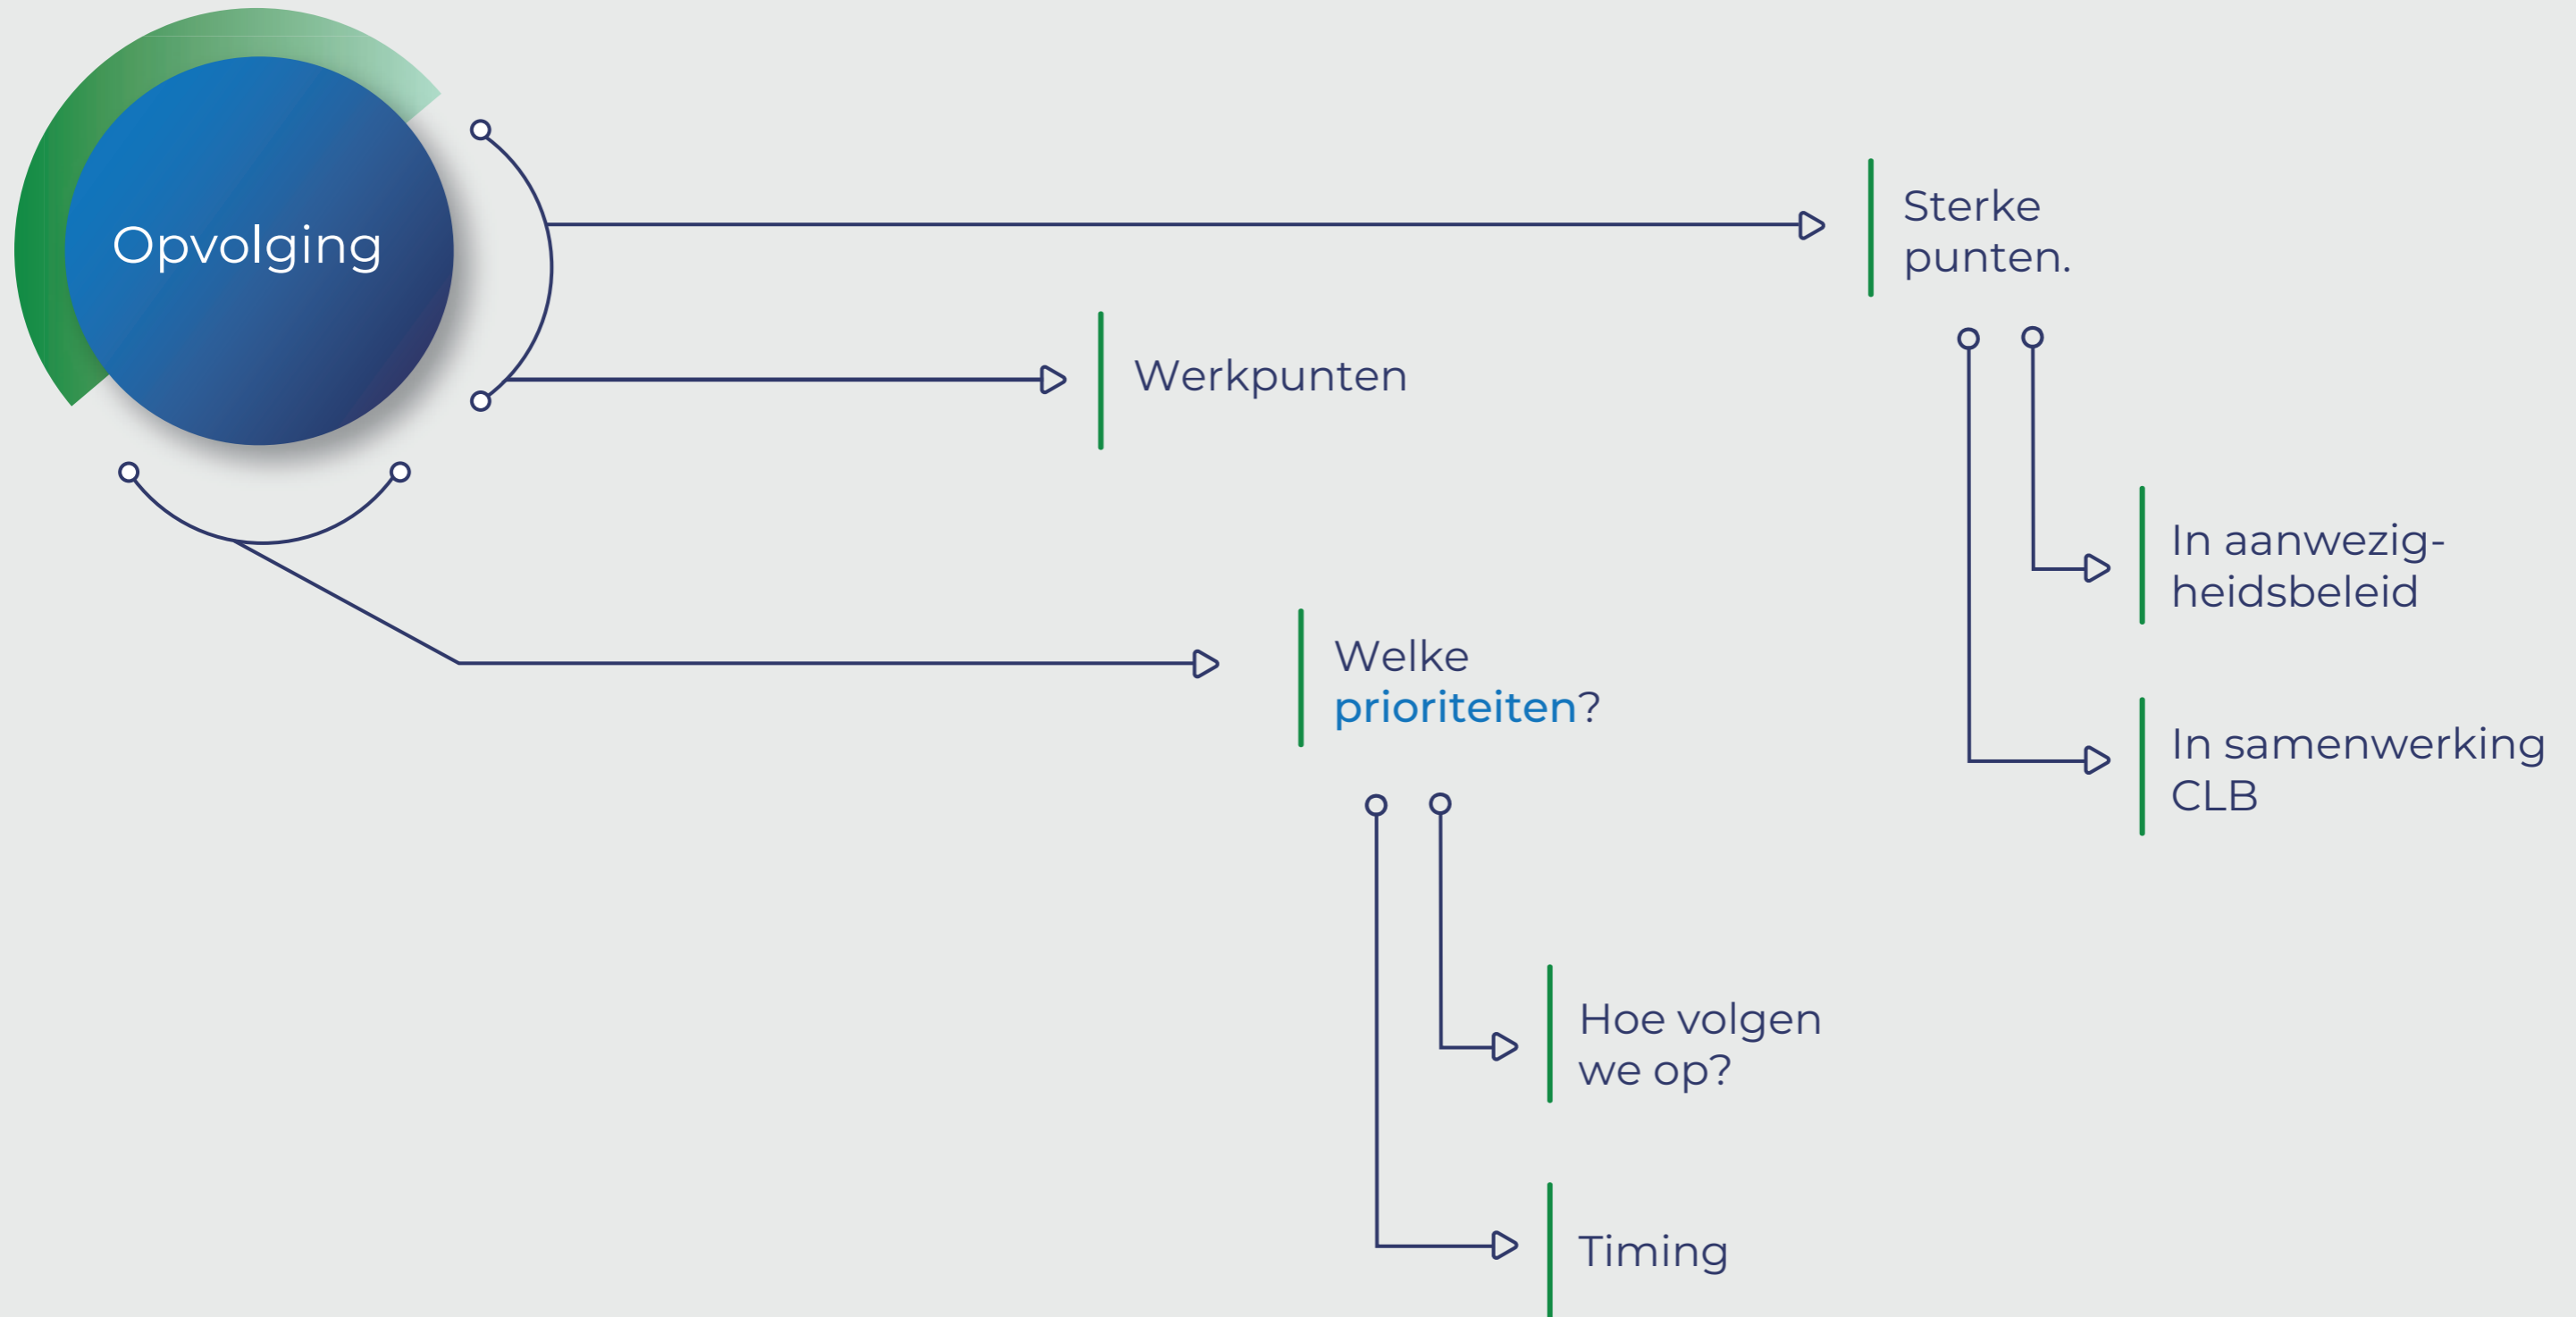 Opvolging
Sterke
punten.
Werkpunten
In aanwezig-
heidsbeleid
Welke
prioriteiten?
In samenwerking
CLB
Hoe volgen
we op?
Timing